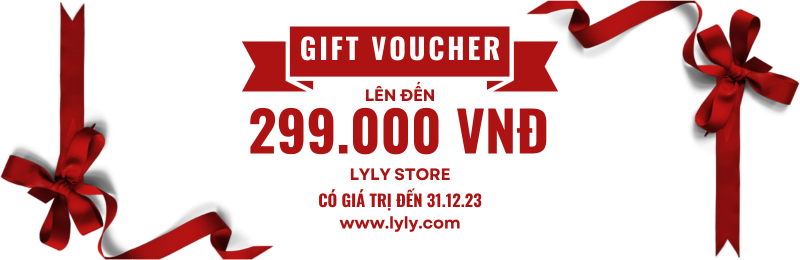 GIFT VOUCHER
LÊN ĐẾN
299.000 VNĐ
LYLY STORE
CÓ GIÁ TRỊ ĐẾN 31.12.23
www.lyly.com